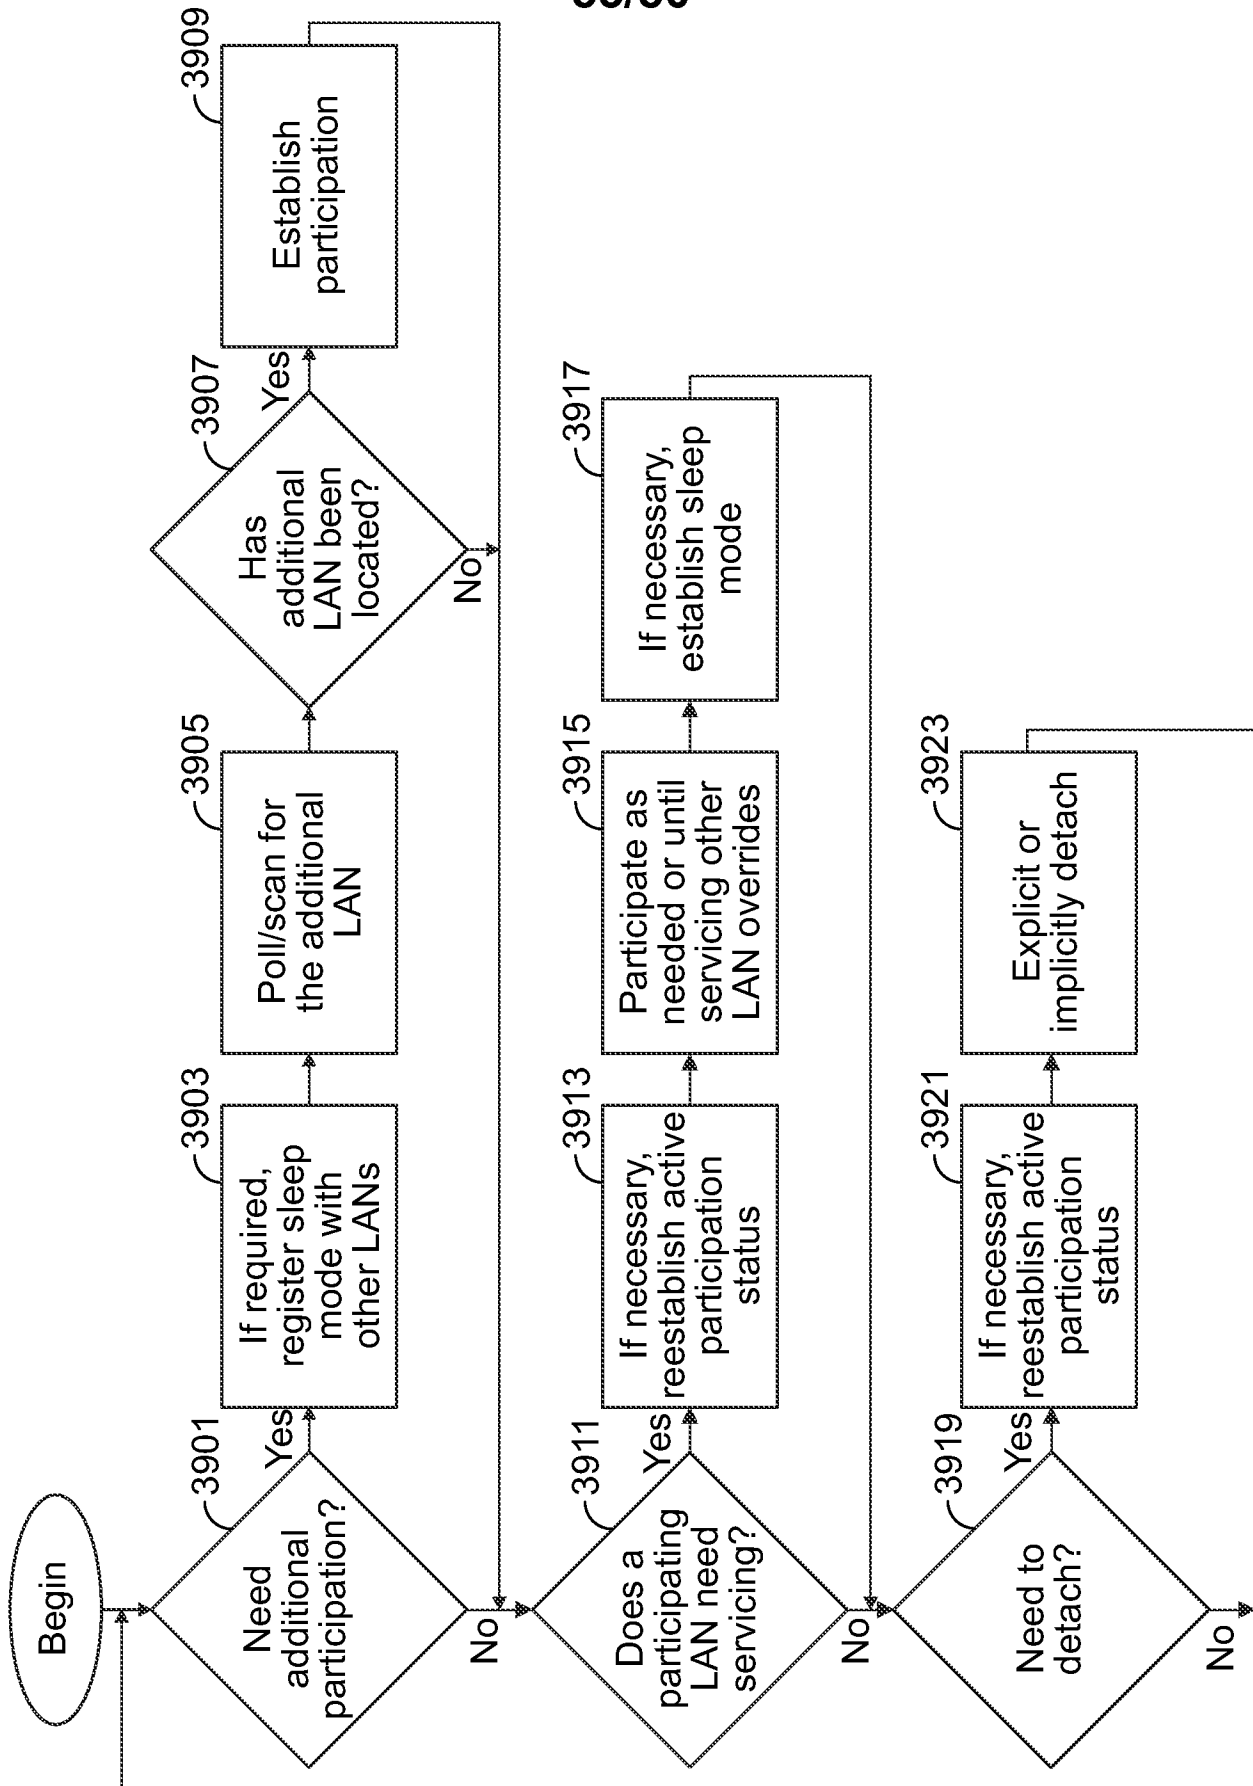 Begin
3901
Need
additional
participation?
Yes
No
3903
If required,
register sleep
mode with
other LANs
3905
Poll/scan for
the additional
LAN
3907
Has
additional
LAN been
located?
Yes
No
3909
Establish
participation
3911
Does a
participating
LAN need
servicing?
Yes
No
3913
If necessary,
reestablish active
participation
status
3915
Participate as
needed or until
servicing other
LAN overrides
3917
If necessary,
establish sleep
mode
3919
Need to
detach?
Yes
No
3921
If necessary,
reestablish active
participation
status
3923
Explicit or
implicitly detach